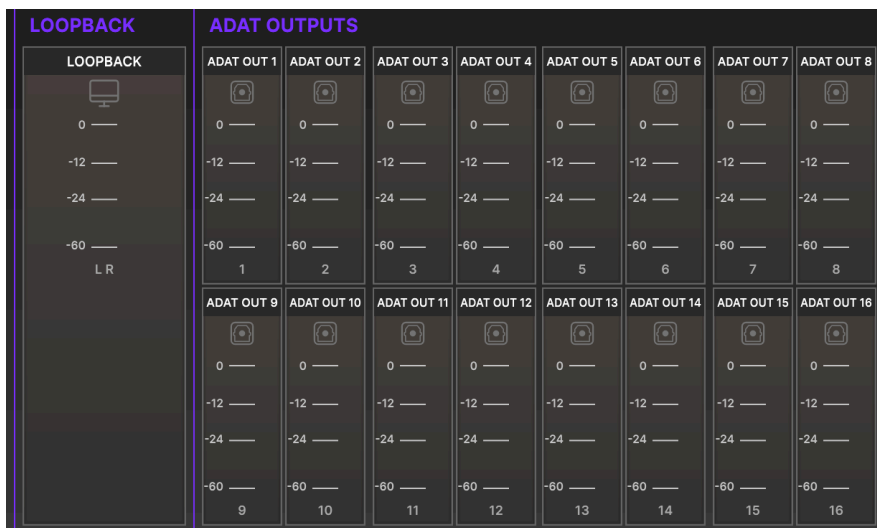 LOOPBACK ADAT OUTPUTS
LOOPBACK ADAT OUT 1 ADAT OUT 2 ADAT OUT 3 ADAT OUT 4 ADAT OUT 5 ADAT OUT 6 ADAT OUT 7 ADAT OUT 8
0 0 0 0 0 0 0 0 0
-12 -12 -12 -12 -12 -12 -12 -12 -12
-24 -24 -24 -24 -24 -24 -24 -24 -24
-60 -60 -60 -60 -60 -60 -60 -60 -60
L R 1 2 3 4 5 6 7 8
ADAT OUT 9 ADAT OUT 10 ADAT OUT 11 ADAT OUT 12 ADAT OUT 13 ADAT OUT 14 ADAT OUT 15 ADAT OUT 16
0 0 0 0 0 0 0 0
-12 -12 -12 -12 -12 -12 -12 -12
-24 -24 -24 -24 -24 -24 -24 -24
-60 -60 -60 -60 -60 -60 -60 -60
9 10 11 12 13 14 15 16